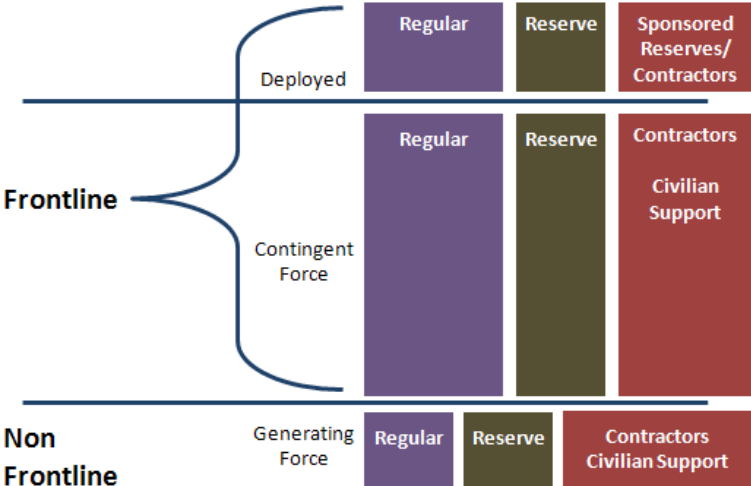 Regular
Reserve
Sponsored
Reserves/
Contractors
Deployed
Regular
Reserve
Contractors
Civilian
Support
Frontline
Contingent
Force
Non
Frontline
Generating
Force
Regular
Reserve
Contractors
Civilian Support